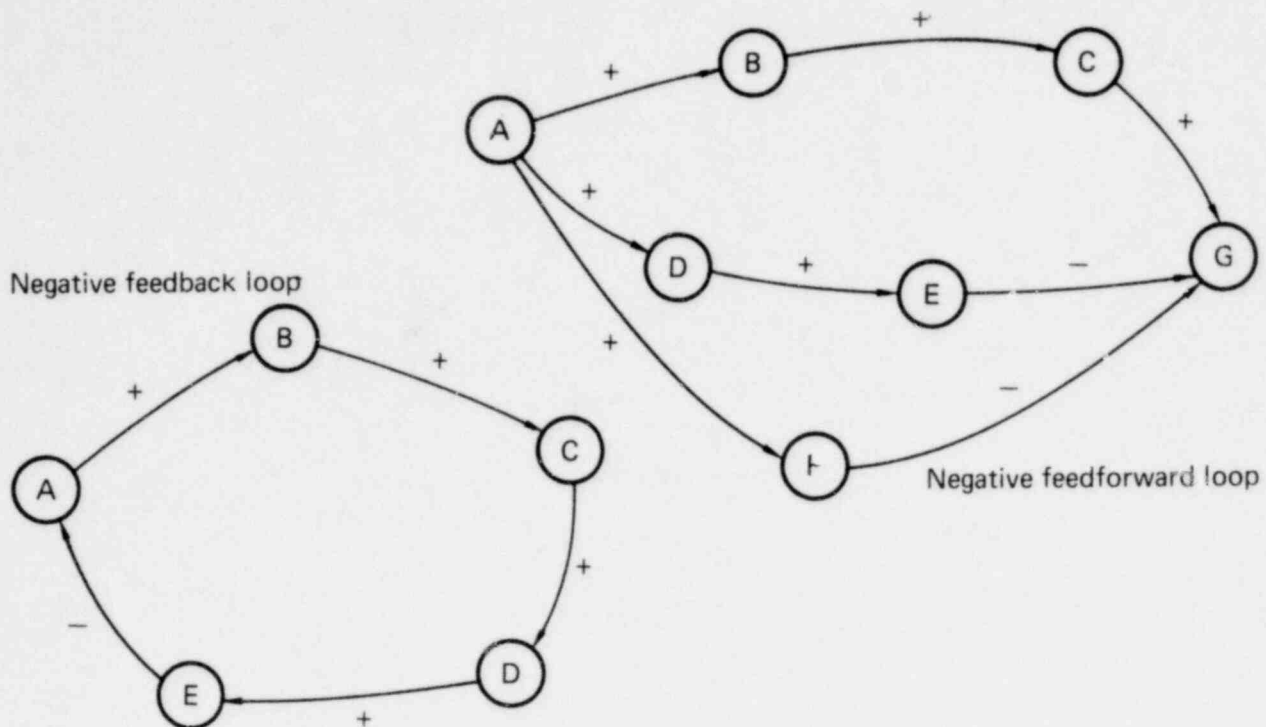 +
B
+
C
A
+
+
+
D
+
E
−
G
Negative feedback loop
B
+
+
+
−
C
Negative feedforward loop
A
+
−
E
D
+